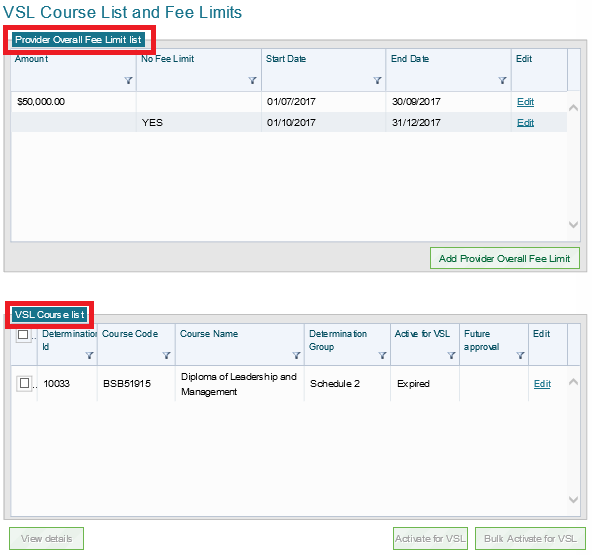 VSL Course List and Fee Limits
Provider Overall Fee Limit list
Amount No Fee Limit Start Date End Date Edit
$50,000.00 01/07/2017 30/09/2017 Edit
YES 01/10/2017 31/12/2017 Edit
Add Provider Overall Fee Limit
VSL Course list
Determination Course Code Course Name Determination Active for VSL Future Edit
Id Group approval
10033 BSB51915 Diploma of Leadership and Schedule 2 Expired Edit
Management
View details Activate for VSL Bulk Activate for VSL